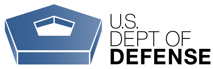 U.S.
DEPT OF
DEFENSE